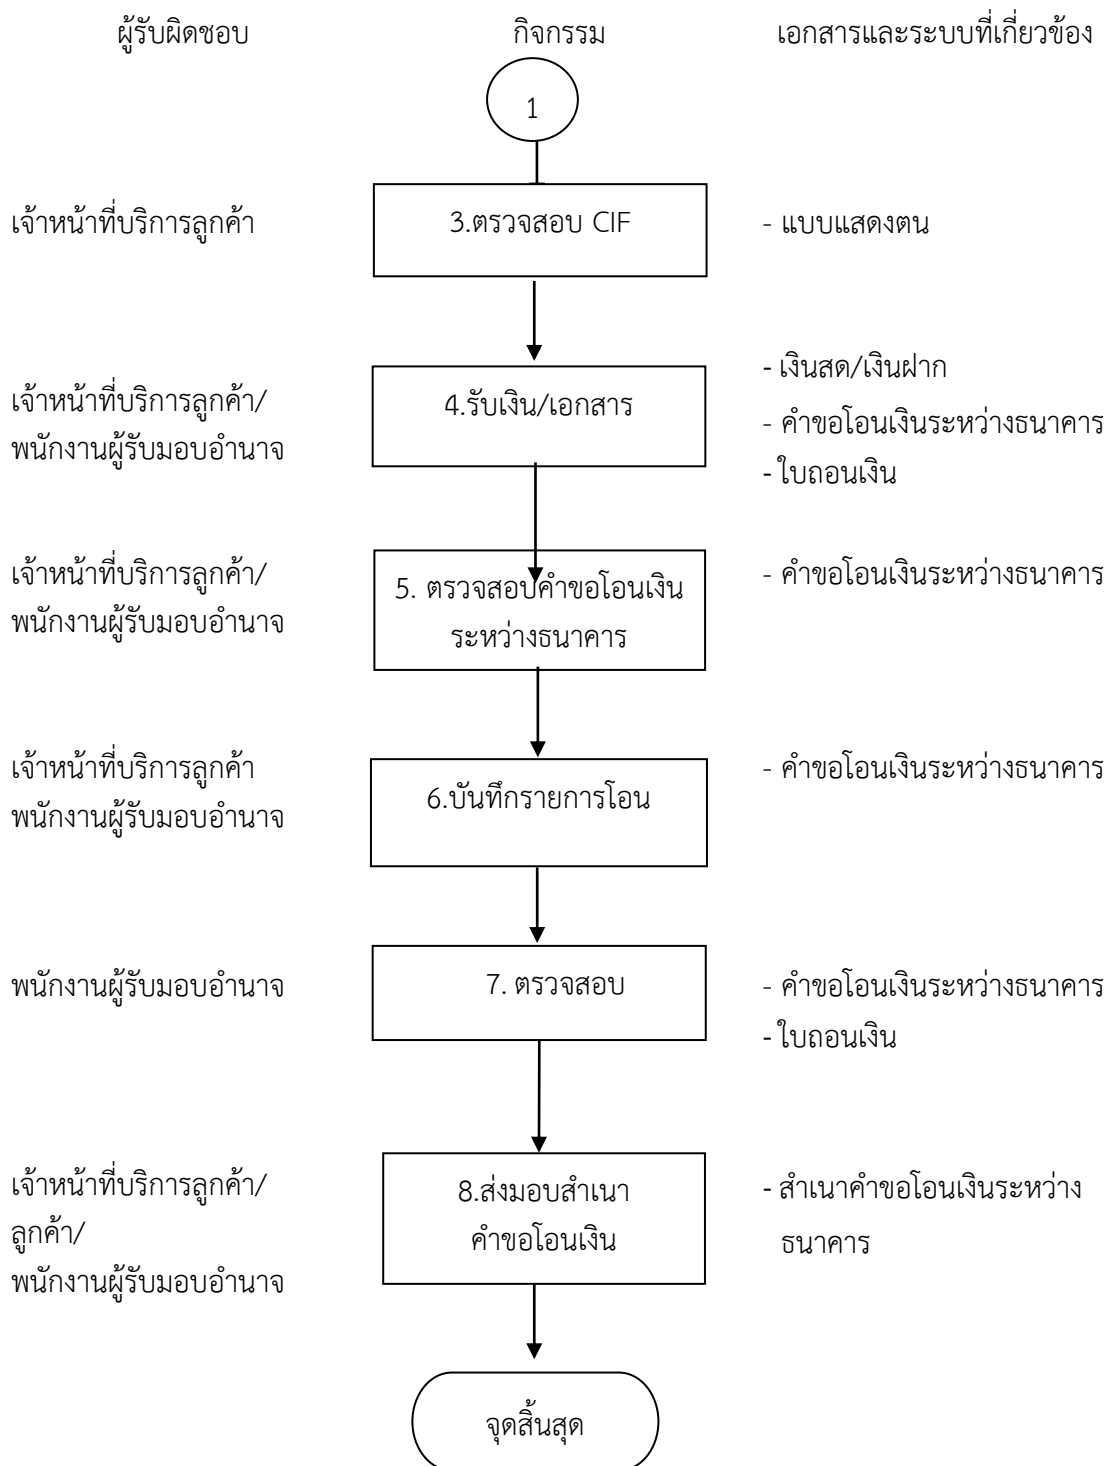 ผู้รับผิดชอบ กิจกรรม เอกสารและระบบที่เกี่ยวข้อง
1
เจ้าหน้าที่บริการลูกค้า 3.ตรวจสอบ CIF - แบบแสดงตน
เจ้าหน้าที่บริการลูกค้า/
พนักงานผู้รับมอบอำนาจ
4.รับเงิน/เอกสาร
- เงินสด/เงินฝาก
- คำขอโอนเงินระหว่างธนาคาร
- ใบถอนเงิน
เจ้าหน้าที่บริการลูกค้า/
พนักงานผู้รับมอบอำนาจ
5. ตรวจสอบคำขอโอนเงิน
ระหว่างธนาคาร
- คำขอโอนเงินระหว่างธนาคาร
เจ้าหน้าที่บริการลูกค้า
พนักงานผู้รับมอบอำนาจ
6.บันทึกรายการโอน
- คำขอโอนเงินระหว่างธนาคาร
พนักงานผู้รับมอบอำนาจ
7. ตรวจสอบ
- คำขอโอนเงินระหว่างธนาคาร
- ใบถอนเงิน
เจ้าหน้าที่บริการลูกค้า/
ลูกค้า/
พนักงานผู้รับมอบอำนาจ
8.ส่งมอบสำเนา
คำขอโอนเงิน
- สำเนาคำขอโอนเงินระหว่าง
ธนาคาร
จุดสิ้นสุด